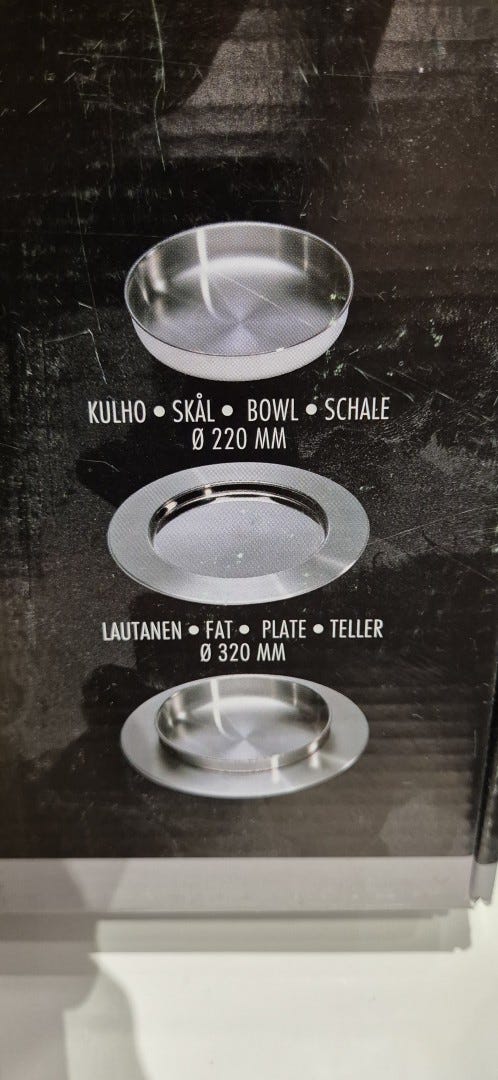 KULHO • SKÅL • BOWL • SCHALE
Ø 220 MM
LAUTANEN • FAT • PLATE • TELLER
Ø 320 MM